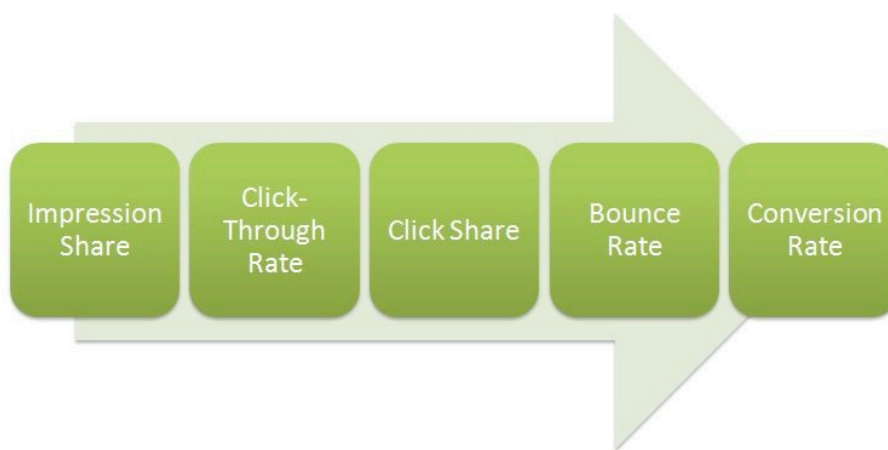 Impression
Share
Click-
Through
Rate
Click Share
Bounce
Rate
Conversion
Rate